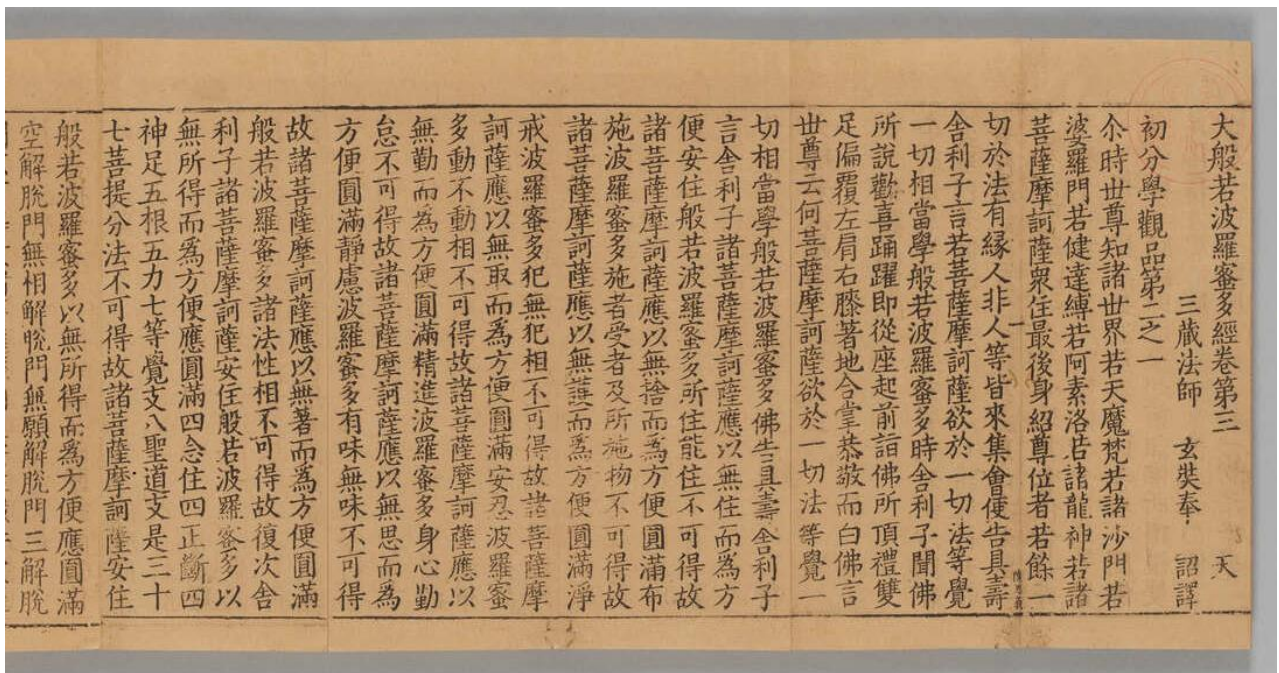 大般若波羅蜜多經卷第三 天
三藏法師 玄奘奉 詔譯
初分學觀品第二之一
尒時世尊知諸世界若天魔梵若諸沙門若
婆羅門若健達縛若阿素洛若諸龍神若諸
菩薩摩訶薩衆住最後身紹尊位者若餘一
切於法有緣人非人等皆來集會便告具壽
舍利子言若菩薩摩訶薩欲於一切法等覺
一切相當學般若波羅蜜多時舍利子聞佛
所說歡喜踊躍即從座起前詣佛所頂禮雙
足偏覆左肩右膝著地合掌恭敬而白佛言
世尊云何菩薩摩訶薩欲於一切法等覺一
切相當學般若波羅蜜多佛告具壽舍利子
言舍利子諸菩薩摩訶薩應以無住而為方
便安住般若波羅蜜多所住能住不可得故
諸菩薩摩訶薩應以無捨而為方便圓滿布
施波羅蜜多施者受者及所施物不可得故
諸菩薩摩訶薩應以無護而為方便圓滿淨
戒波羅蜜多犯無犯相不可得故諸菩薩摩
訶薩應以無取而為方便圓滿安忍波羅蜜
多動不動相不可得故諸菩薩摩訶薩應以
無勤而為方便圓滿精進波羅蜜多身心勤
怠不可得故諸菩薩摩訶薩應以無思而為
方便圓滿靜慮波羅蜜多有味無味不可得
故諸菩薩摩訶薩應以無著而為方便圓滿
般若波羅蜜多諸法性相不可得故復次舍
利子諸菩薩摩訶薩安住般若波羅蜜多以
無所得而為方便應圓滿四念住四正斷四
神足五根五力七等覺支八聖道支是三十
七菩提分法不可得故諸菩薩摩訶薩安住
般若波羅蜜多以無所得而為方便應圓滿
空解脫門無相解脫門無願解脫門三解脫